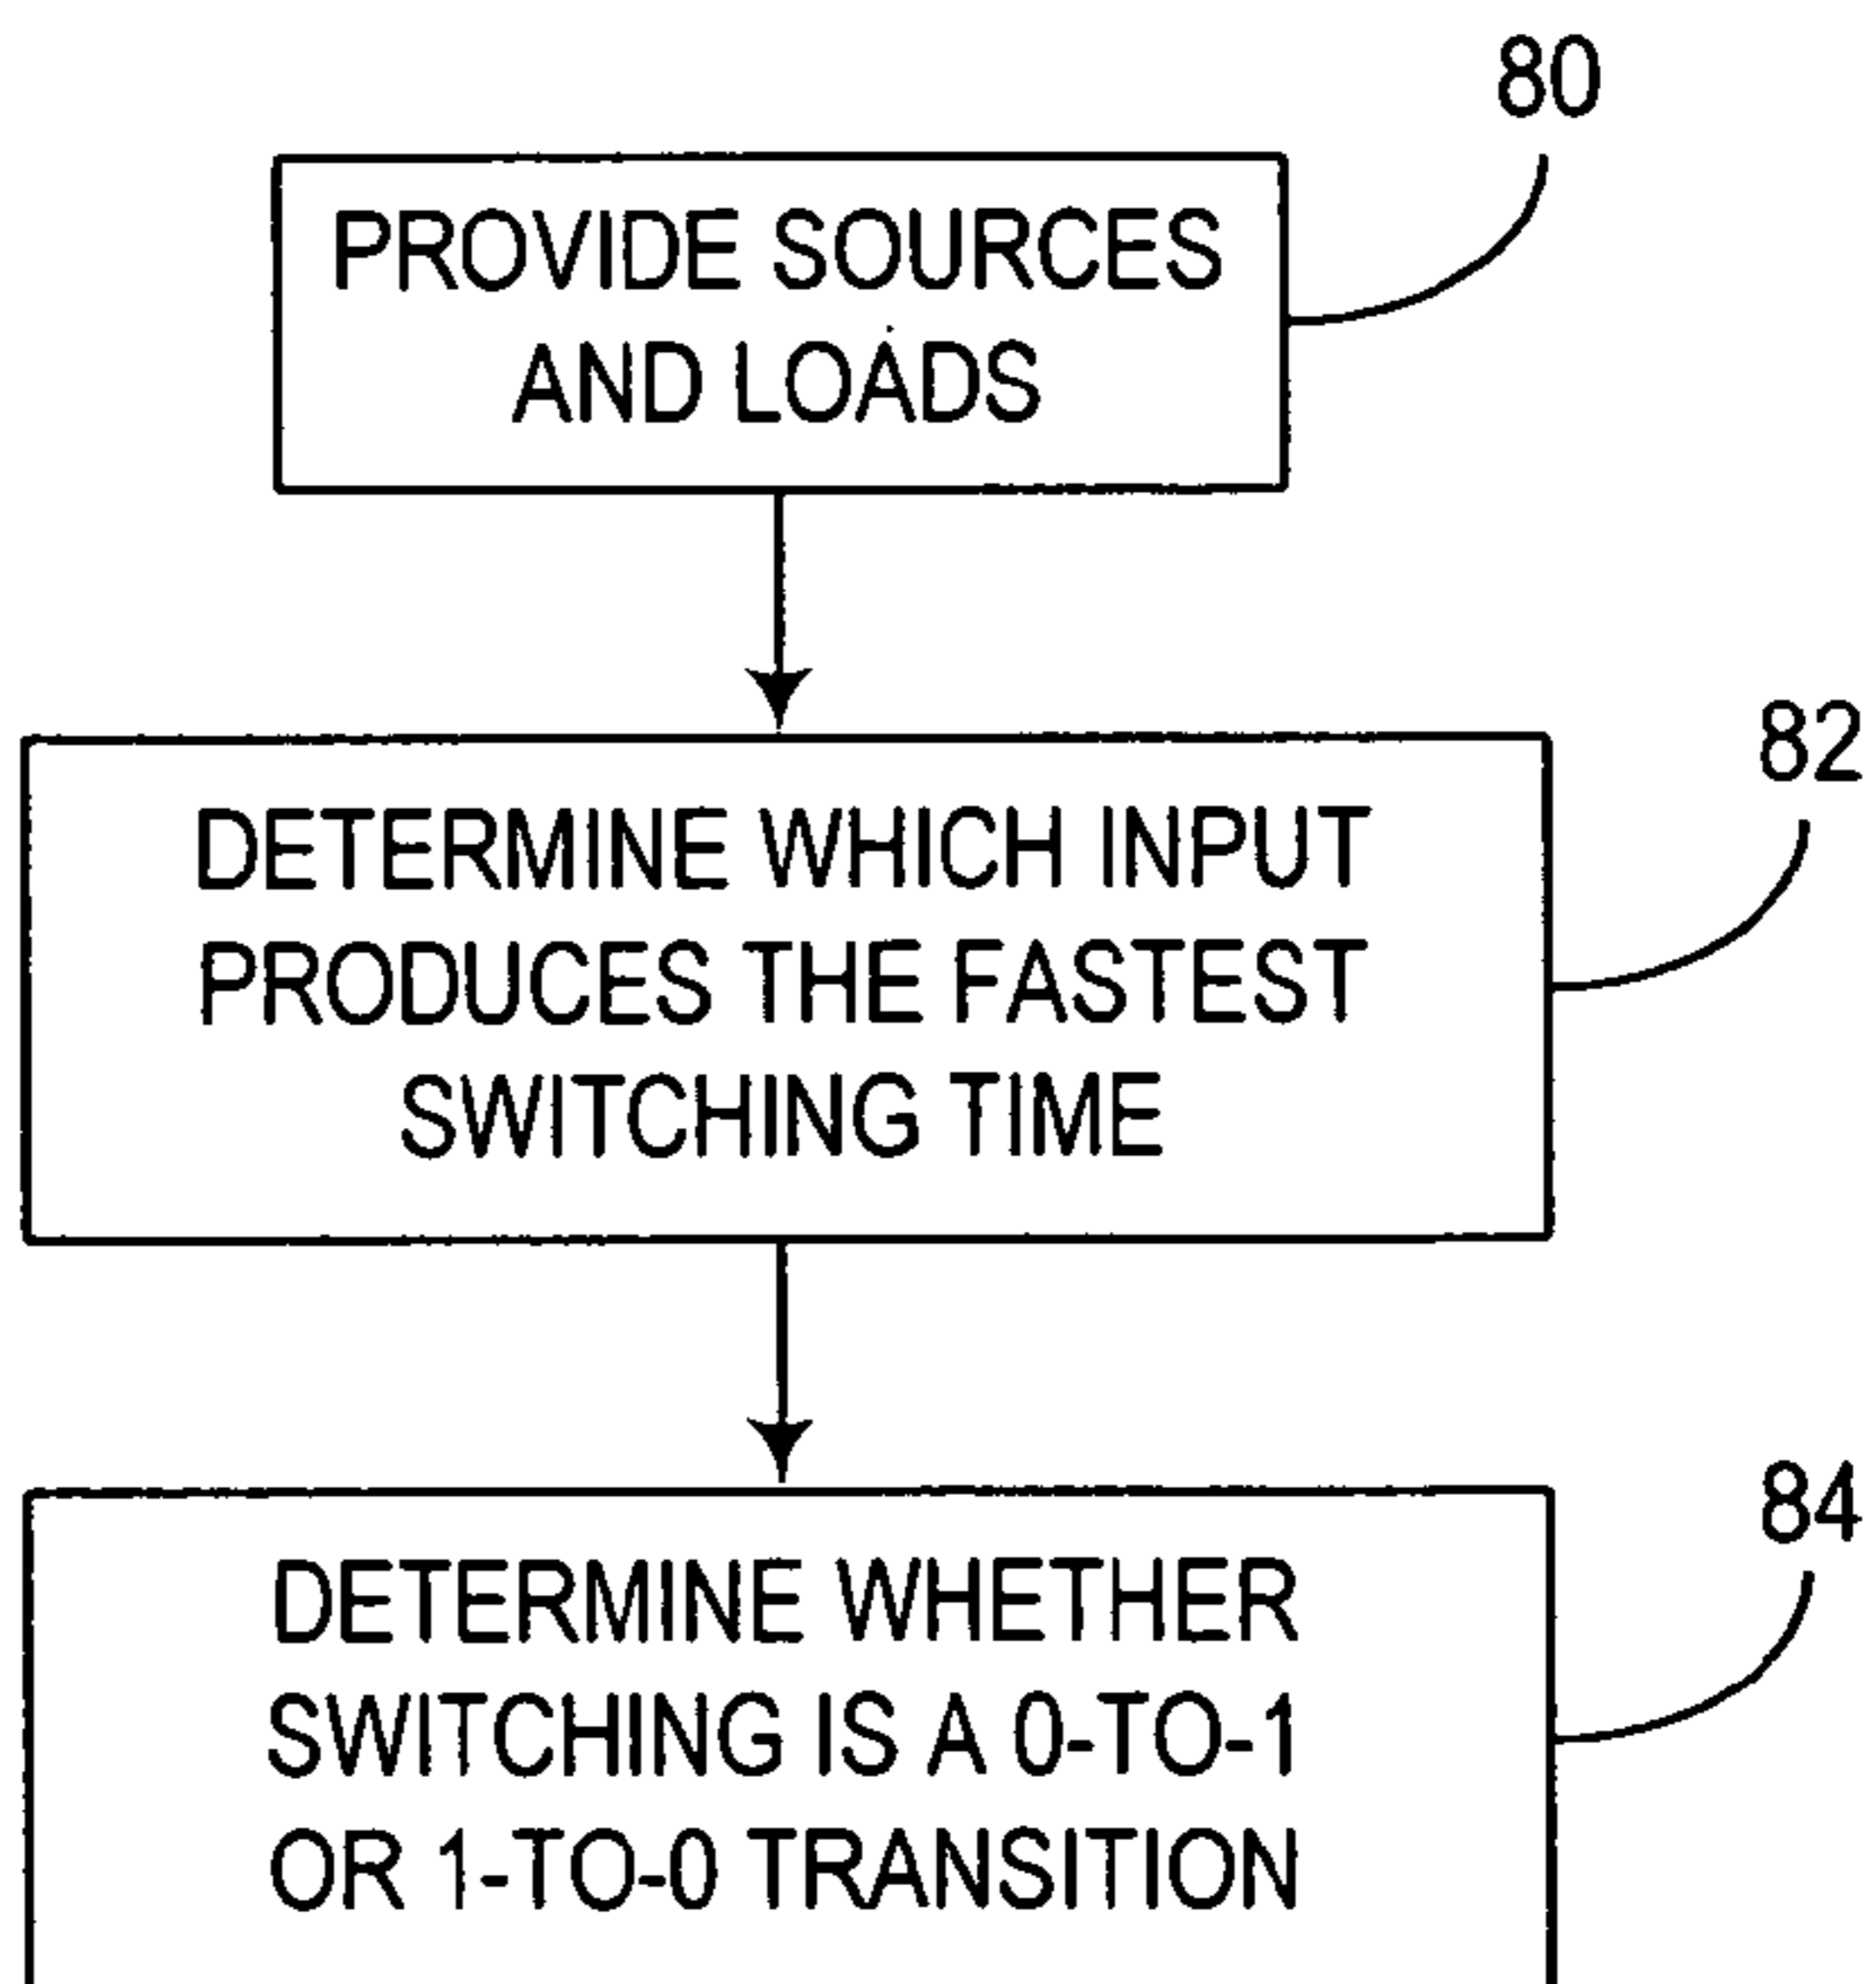 80
PROVIDE SOURCES
AND LOADS
82
DETERMINE WHICH INPUT
PRODUCES THE FASTEST
SWITCHING TIME
84
DETERMINE WHETHER
SWITCHING IS A 0-TO-1
OR 1-TO-0 TRANSITION